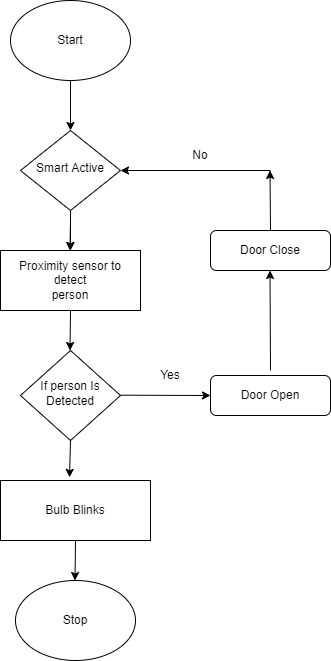 Start
No
Smart Active
Door Close
Proximity sensor to
detect
person
If person Is
Detected
Yes
Door Open
Bulb Blinks
Stop